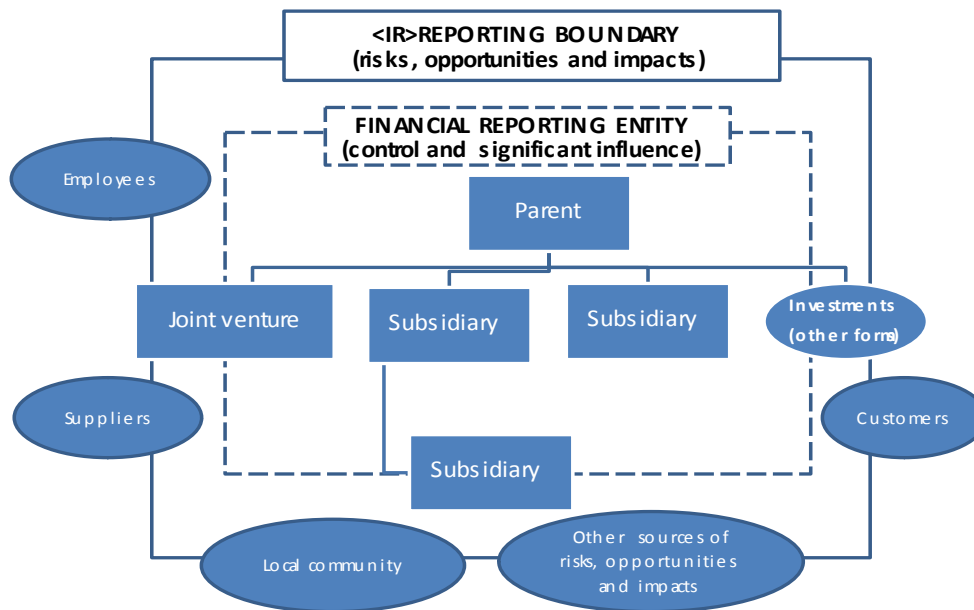 <IR>REPORTING BOUNDARY
(risks, opportunities and impacts)
FINANCIAL REPORTING ENTITY
(control and significant influence)
Employees
Parent
Joint venture
Subsidiary
Subsidiary
Investments
(other forms)
Suppliers
Customers
Subsidiary
Local community
Other sources of
risks, opportunities
and impacts